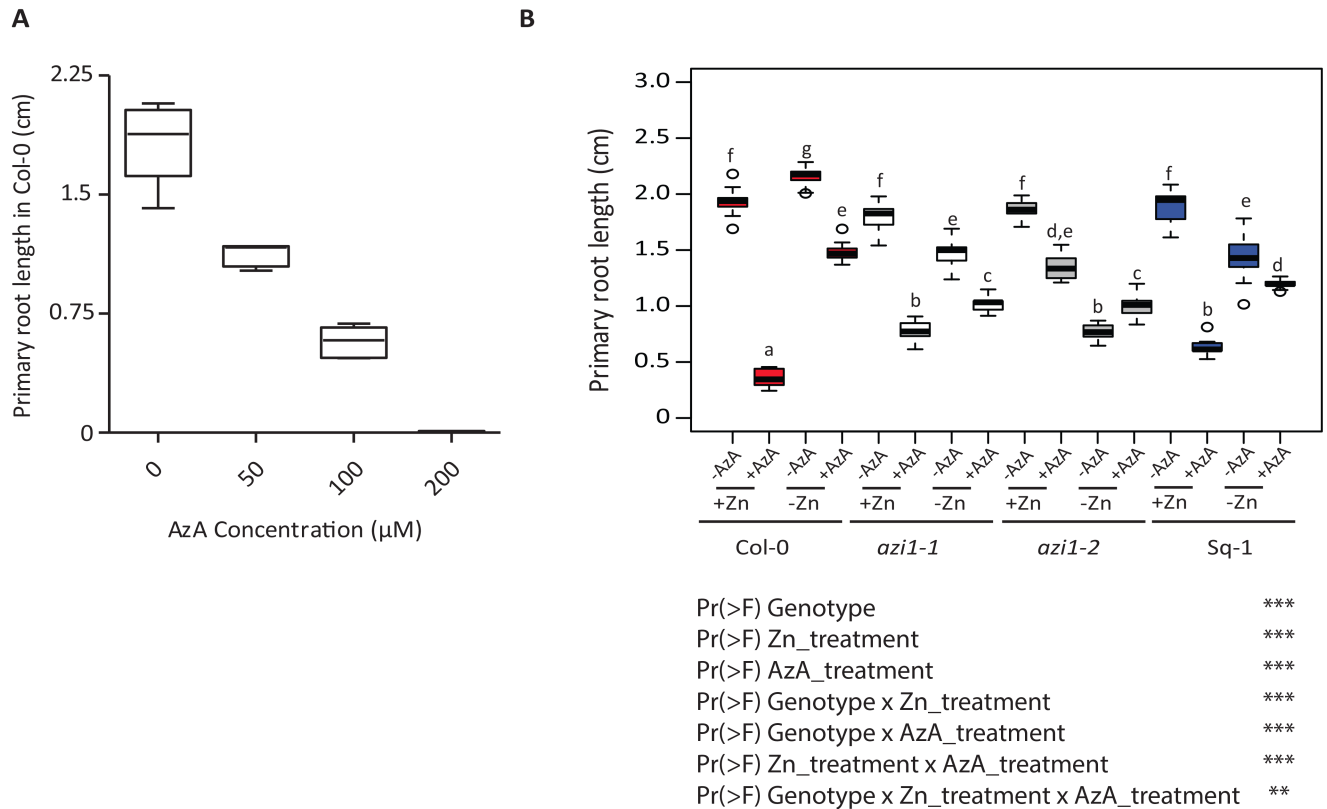 A
Primary root length in Col-0 (cm)
2.25
1.5
0.75
0
0
50
100
200
AzA Concentration (µM)
B
Primary root length (cm)
3.0
2.5
2.0
1.5
1.0
0.5
0
f
a
g
e
f
b
e
c
f
d,e
b
c
f
b
e
d
-AzA +AzA -AzA +AzA -AzA +AzA -AzA +AzA -AzA +AzA -AzA +AzA -AzA +AzA -AzA +AzA
+Zn -Zn +Zn -Zn +Zn -Zn +Zn -Zn
Col-0 azi1-1 azi1-2 Sq-1
Pr(>F) Genotype ***
Pr(>F) Zn_treatment ***
Pr(>F) AzA_treatment ***
Pr(>F) Genotype x Zn_treatment ***
Pr(>F) Genotype x AzA_treatment ***
Pr(>F) Zn_treatment x AzA_treatment ***
Pr(>F) Genotype x Zn_treatment x AzA_treatment **